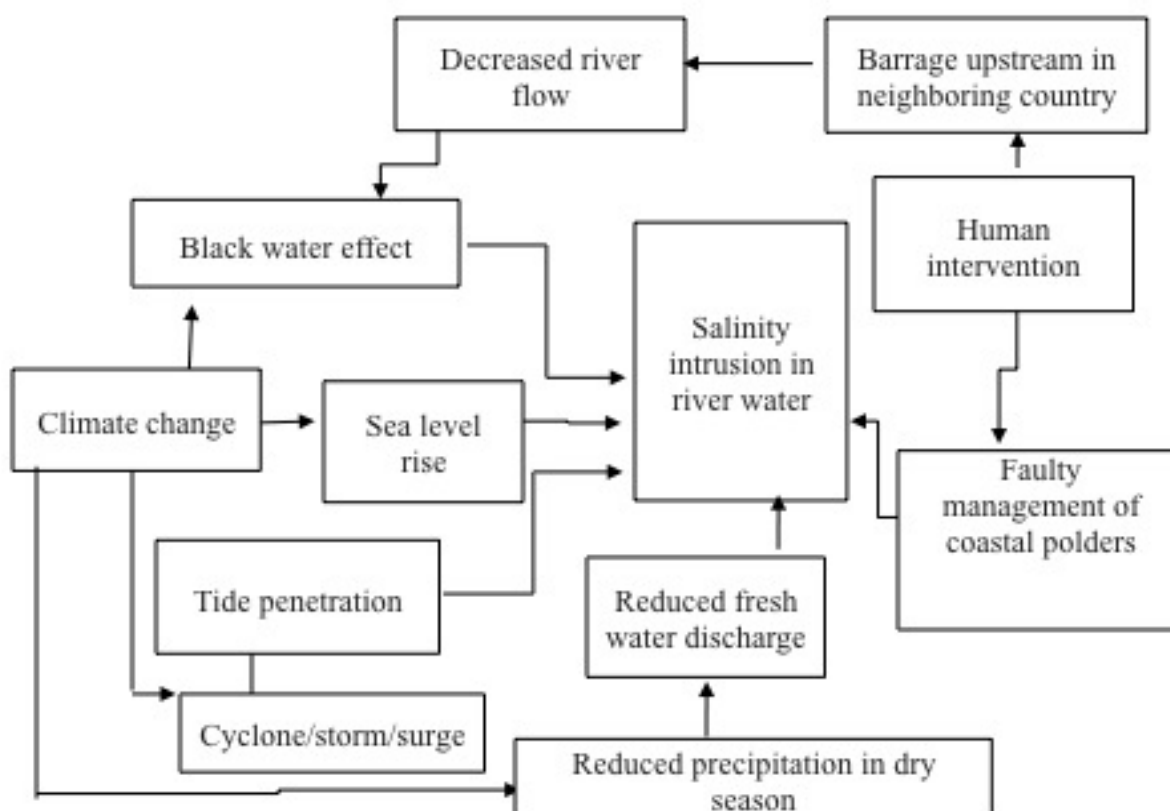 Decreased river
flow
Barrage upstream in
neighboring country
Black water effect
Human
intervention
Salinity
intrusion in
river water
Climate change
Sea level
rise
Faulty
management of
coastal polders
Tide penetration
Reduced fresh
water discharge
Cyclone/storm/surge
Reduced precipitation in dry
season